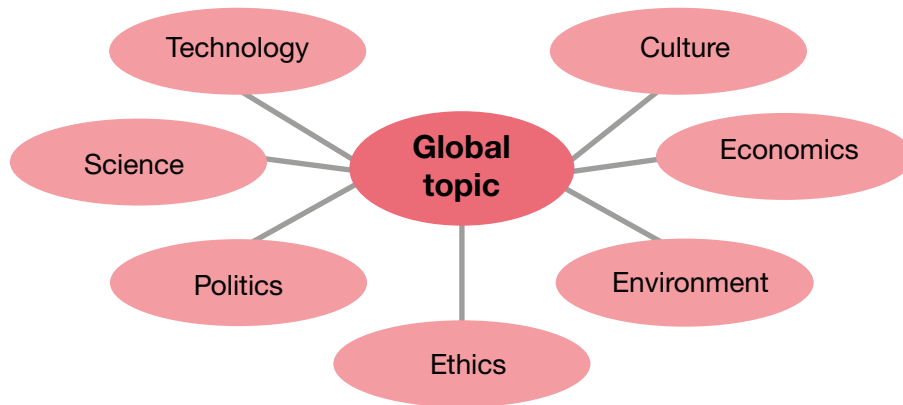 Technology
Culture
Science
Global
topic
Economics
Politics
Environment
Ethics